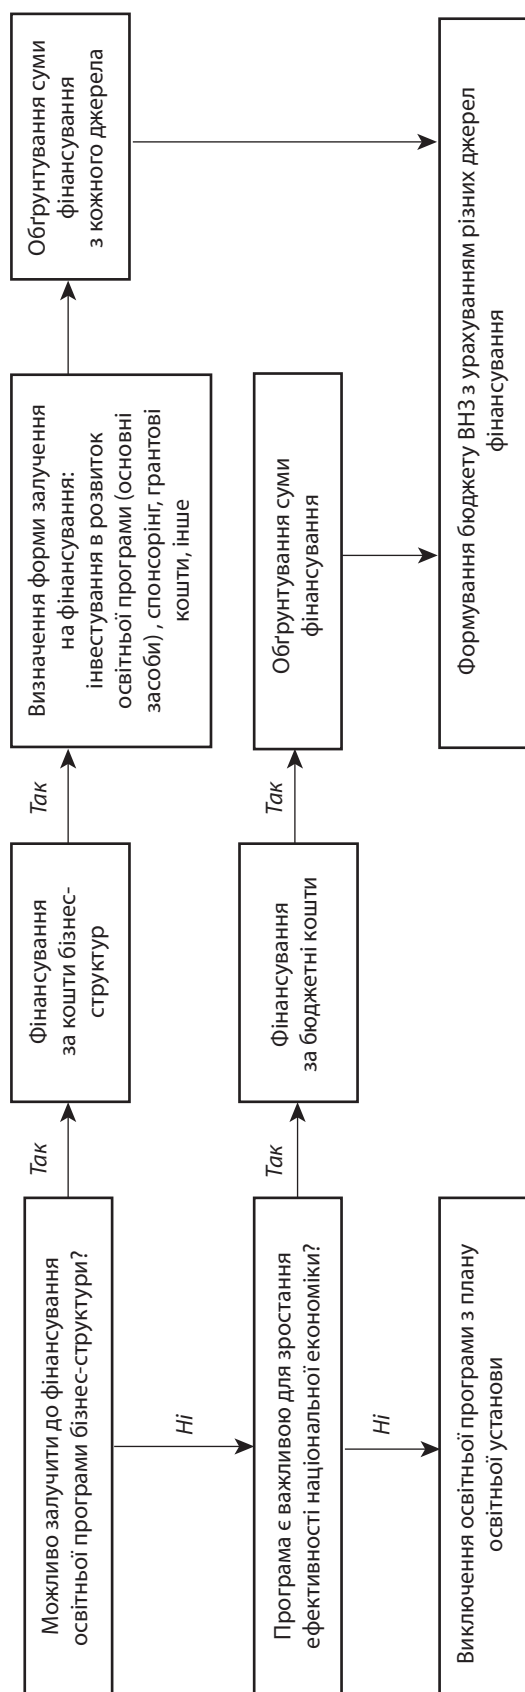 Можливо залучити до фінансування
освітньої програми бізнес-структури?
Так
Фінансування
за кошти бізнес-
структур
Так
Визначення форми залучення
на фінансування:
інвестування в розвиток
освітньої програми (основні
засоби) , спонсорінг, грантові
кошти, інше
Обґрунтування суми
фінансування
з кожного джерела
Ні
Програма є важливою для зростання
ефективності національної економіки?
Так
Фінансування
за бюджетні кошти
Так
Обґрунтування суми
фінансування
Ні
Виключення освітньої програми з плану
освітньої установи
Формування бюджету ВНЗ з урахуванням різних джерел
фінансування